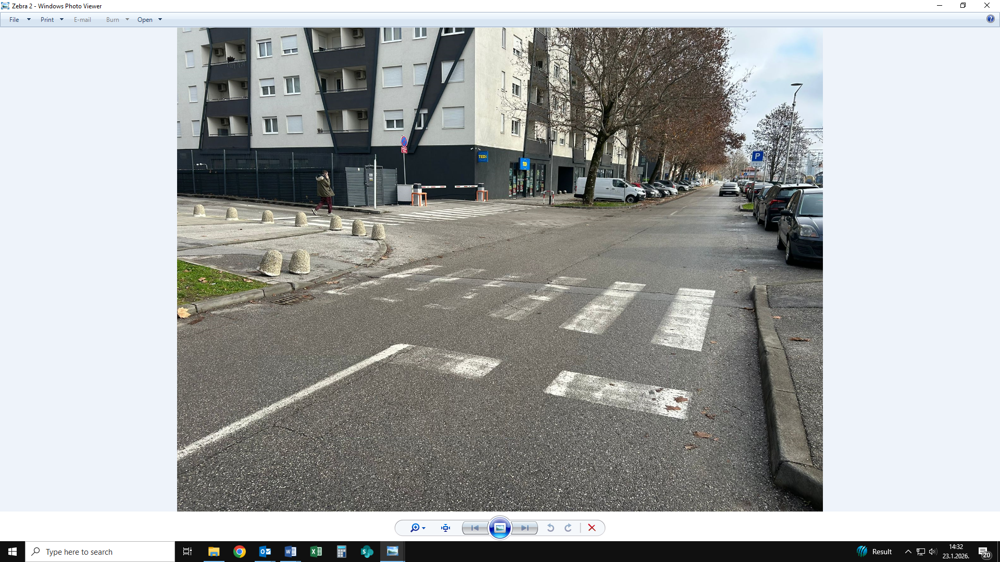 Zebra 2 - Windows Photo Viewer
File Print E-mail Burn Open
TEDi
TEDi
P
Type here to search
Result
14:32
23.1.2026.
20